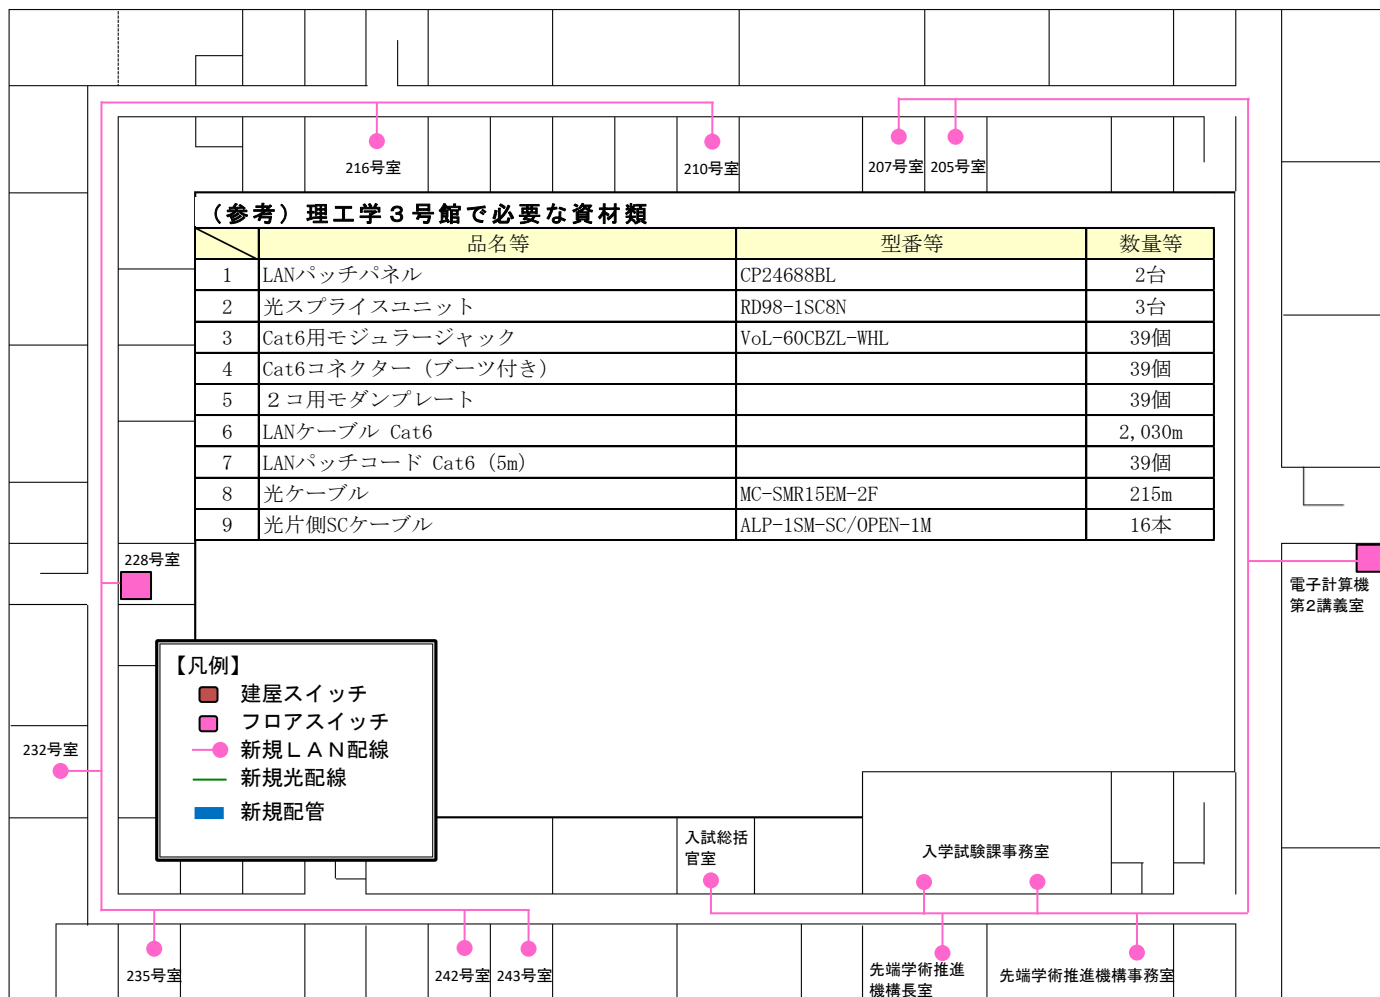 216号室
210号室
207号室
205号室
（参考）理工学３号館で必要な資材類
品名等 型番等 数量等
1 LANパッチパネル CP24688BL 2台
2 光スプライスユニット RD98-1SC8N 3台
3 Cat6用モジュラージャック VoL-60CBZL-WHL 39個
4 Cat6コネクター（ブーツ付き） 39個
5 ２コ用モダンプレート 39個
6 LANケーブル Cat6 2,030m
7 LANパッチコード Cat6（5m） 39個
8 光ケーブル MC-SMR15EM-2F 215m
9 光片側SCケーブル ALP-1SM-SC/OPEN-1M 16本
228号室
電子計算機
第2講義室
【凡例】
建屋スイッチ
フロアスイッチ
新規ＬＡＮ配線
新規光配線
新規配管
232号室
入試総括
官室
入学試験課事務室
235号室
242号室
243号室
先端学術推進
機構長室
先端学術推進機構事務室